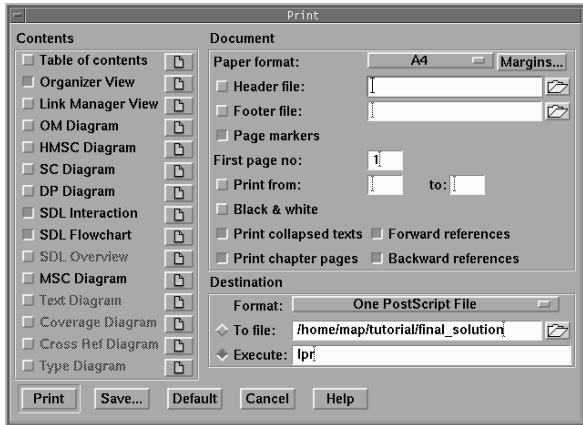 Print
Contents
Table of contents
Organizer View
Link Manager View
OM Diagram
HMSC Diagram
SC Diagram
DP Diagram
SDL Interaction
SDL Flowchart
SDL Overview
MSC Diagram
Text Diagram
Coverage Diagram
Cross Ref Diagram
Type Diagram
Document
Paper format: A4 Margins...
Header file:
Footer file:
Page markers
First page no: 1
Print from: to:
Black & white
Print collapsed texts Forward references
Print chapter pages Backward references
Destination
Format: One PostScript File
To file: /home/map/tutorial/final_solution
Execute: lpr
Print Save... Default Cancel Help